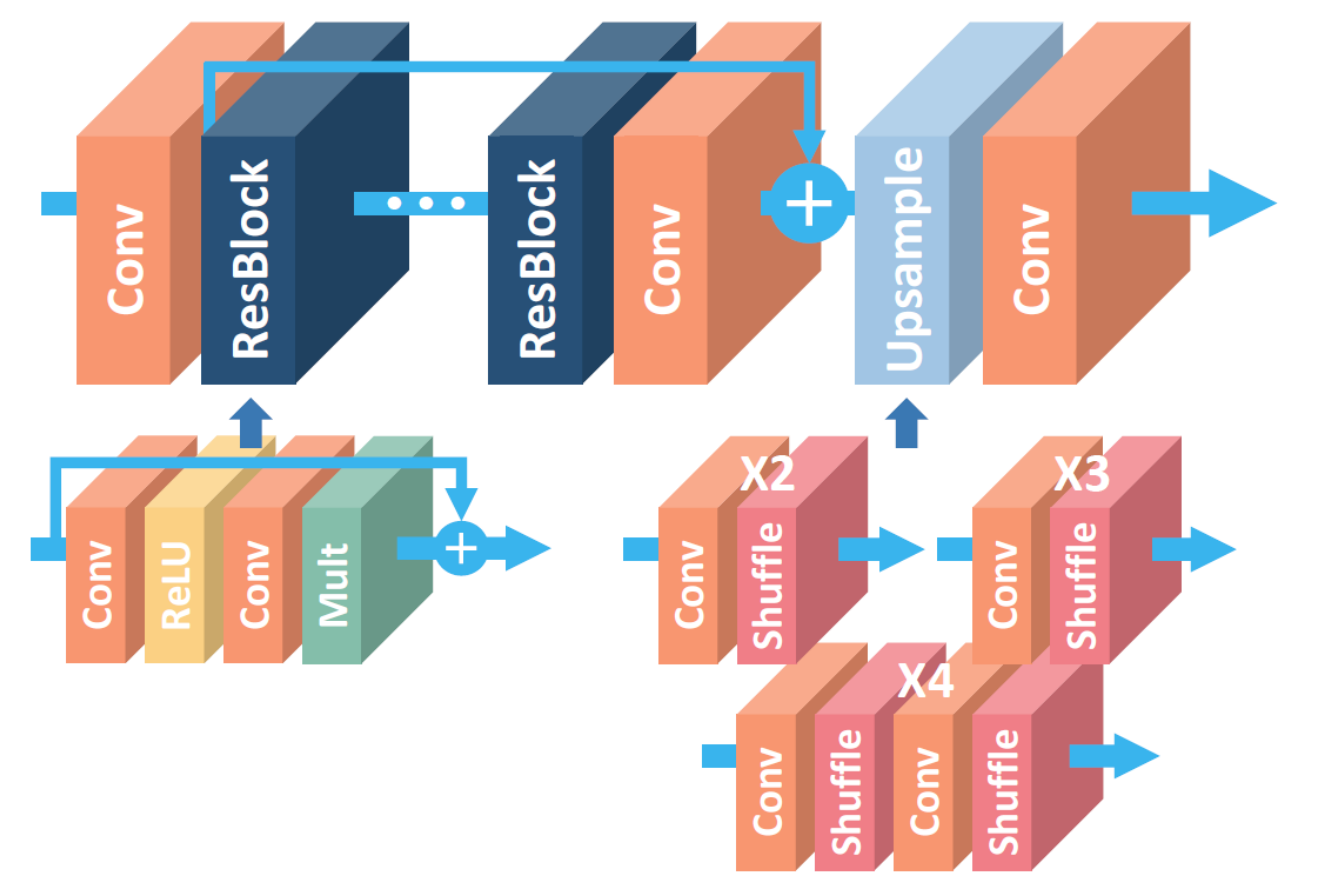 Conv
ResBlock
ResBlock
Conv
+
Upsample
Conv
Conv
ReLU
Conv
Mult
+
X2
Conv
Shuffle
X3
Conv
Shuffle
X4
Conv
Shuffle
Conv
Shuffle